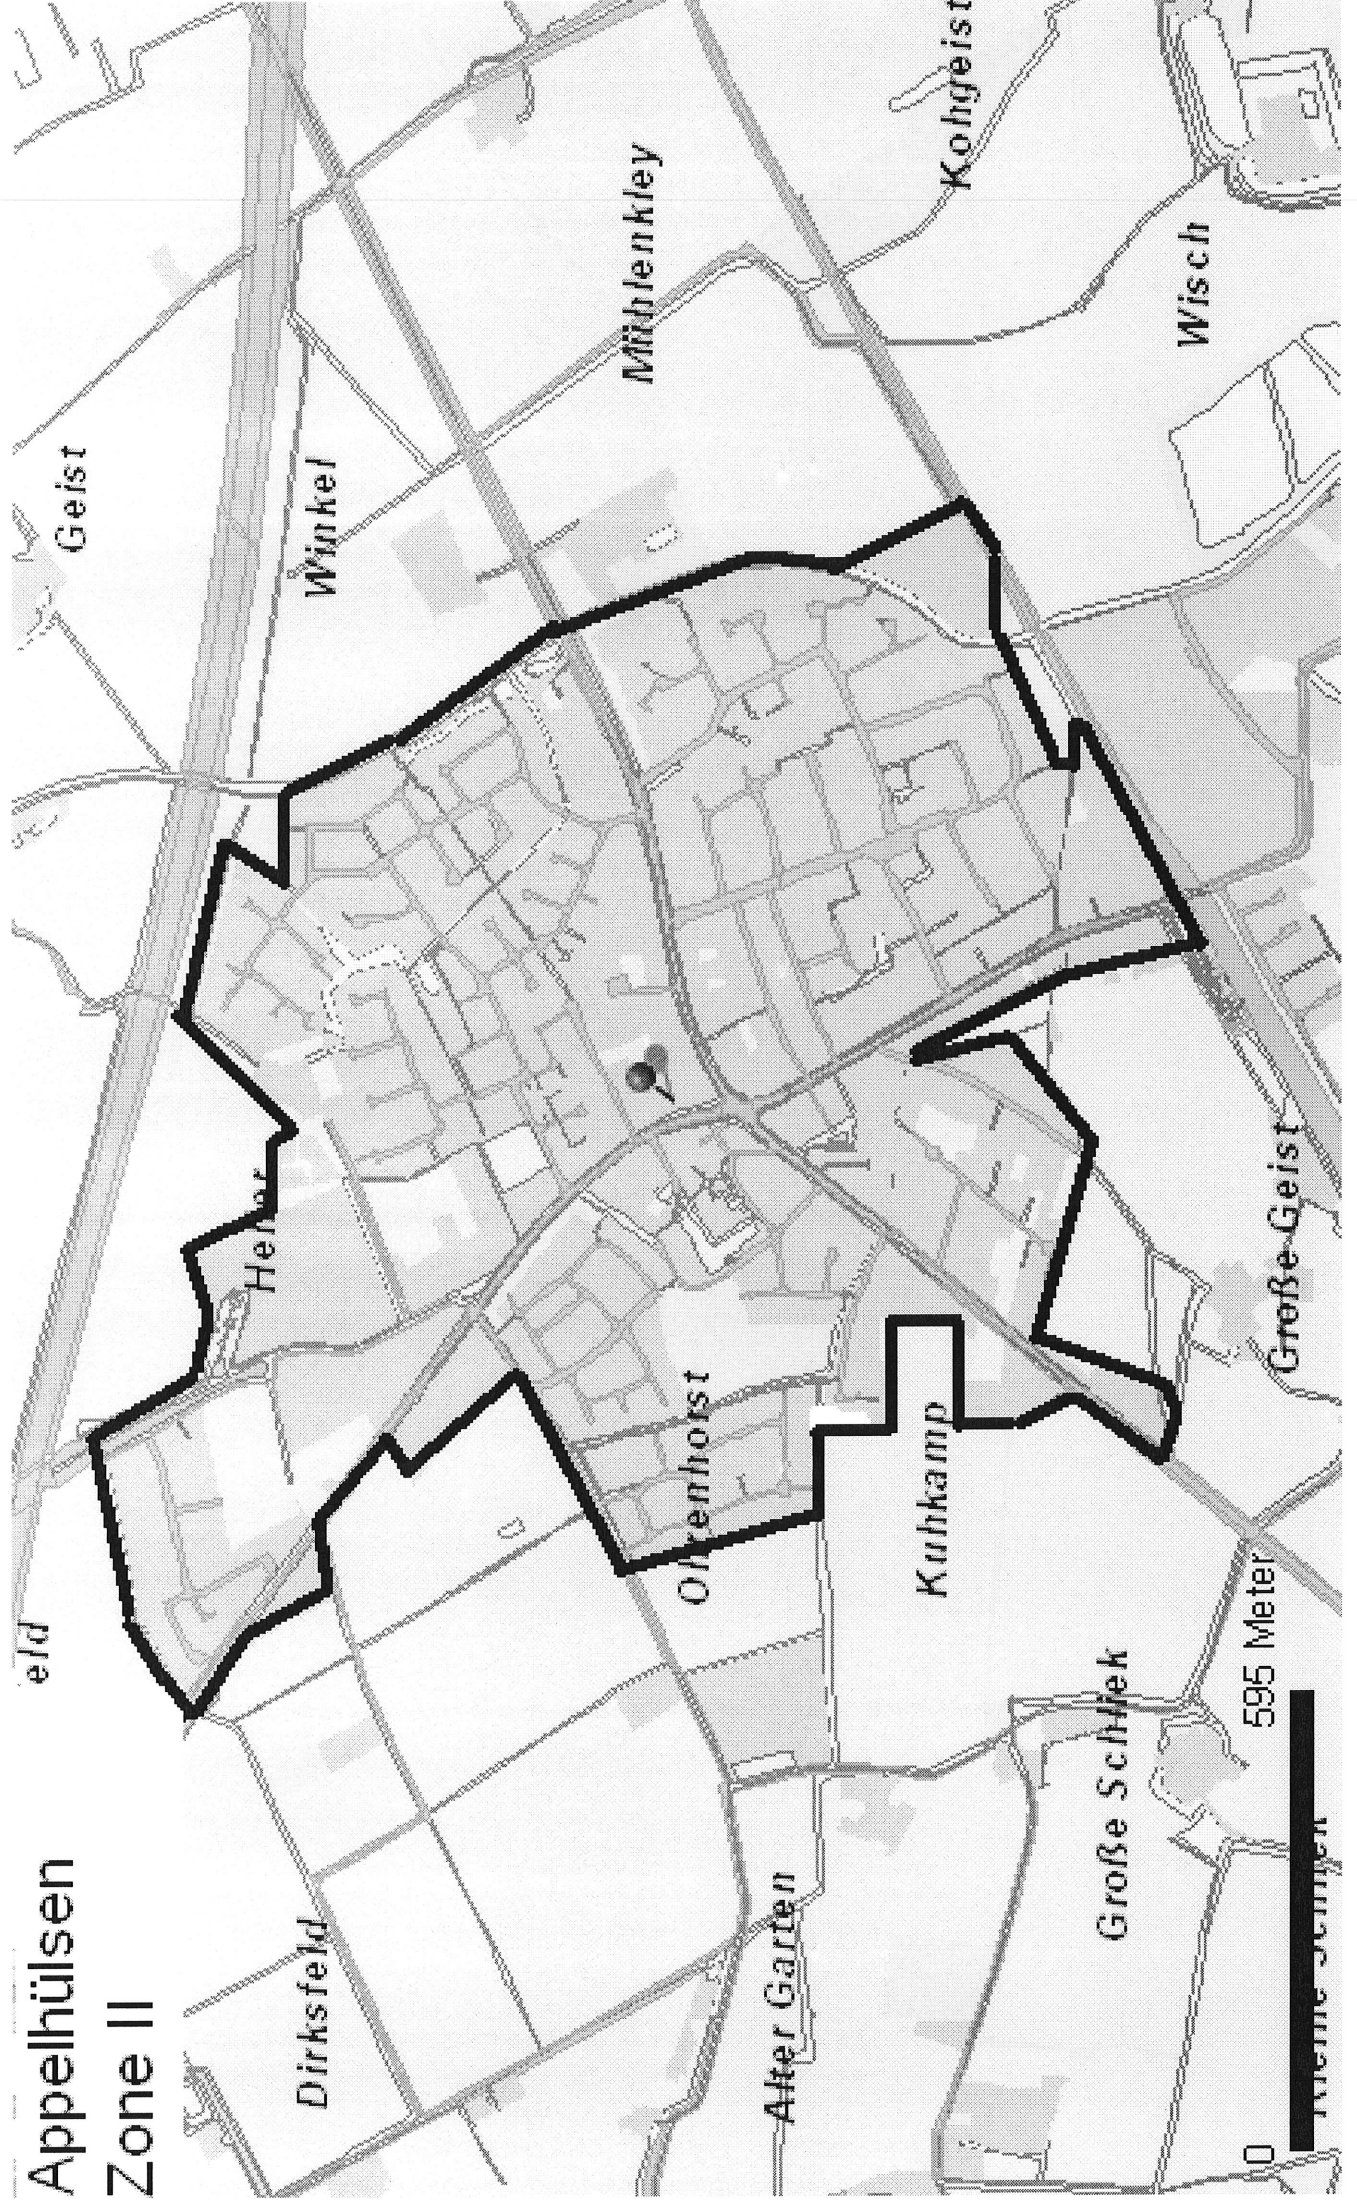 Appelhülsen
Zone II
eld
Geist
Winkel
Mühlenkley
Kohgeist
Wisch
Dirksfeld
Alter Garten
Große Schliek
Kuhkamp
Große Geist
0
595 Meter